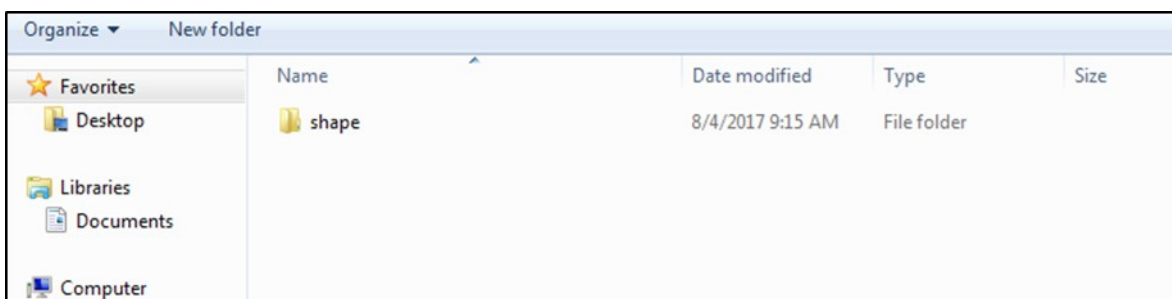 Organize New folder
Favorites
Desktop
Libraries
Documents
Computer
Name Date modified Type Size
shape 8/4/2017 9:15 AM File folder